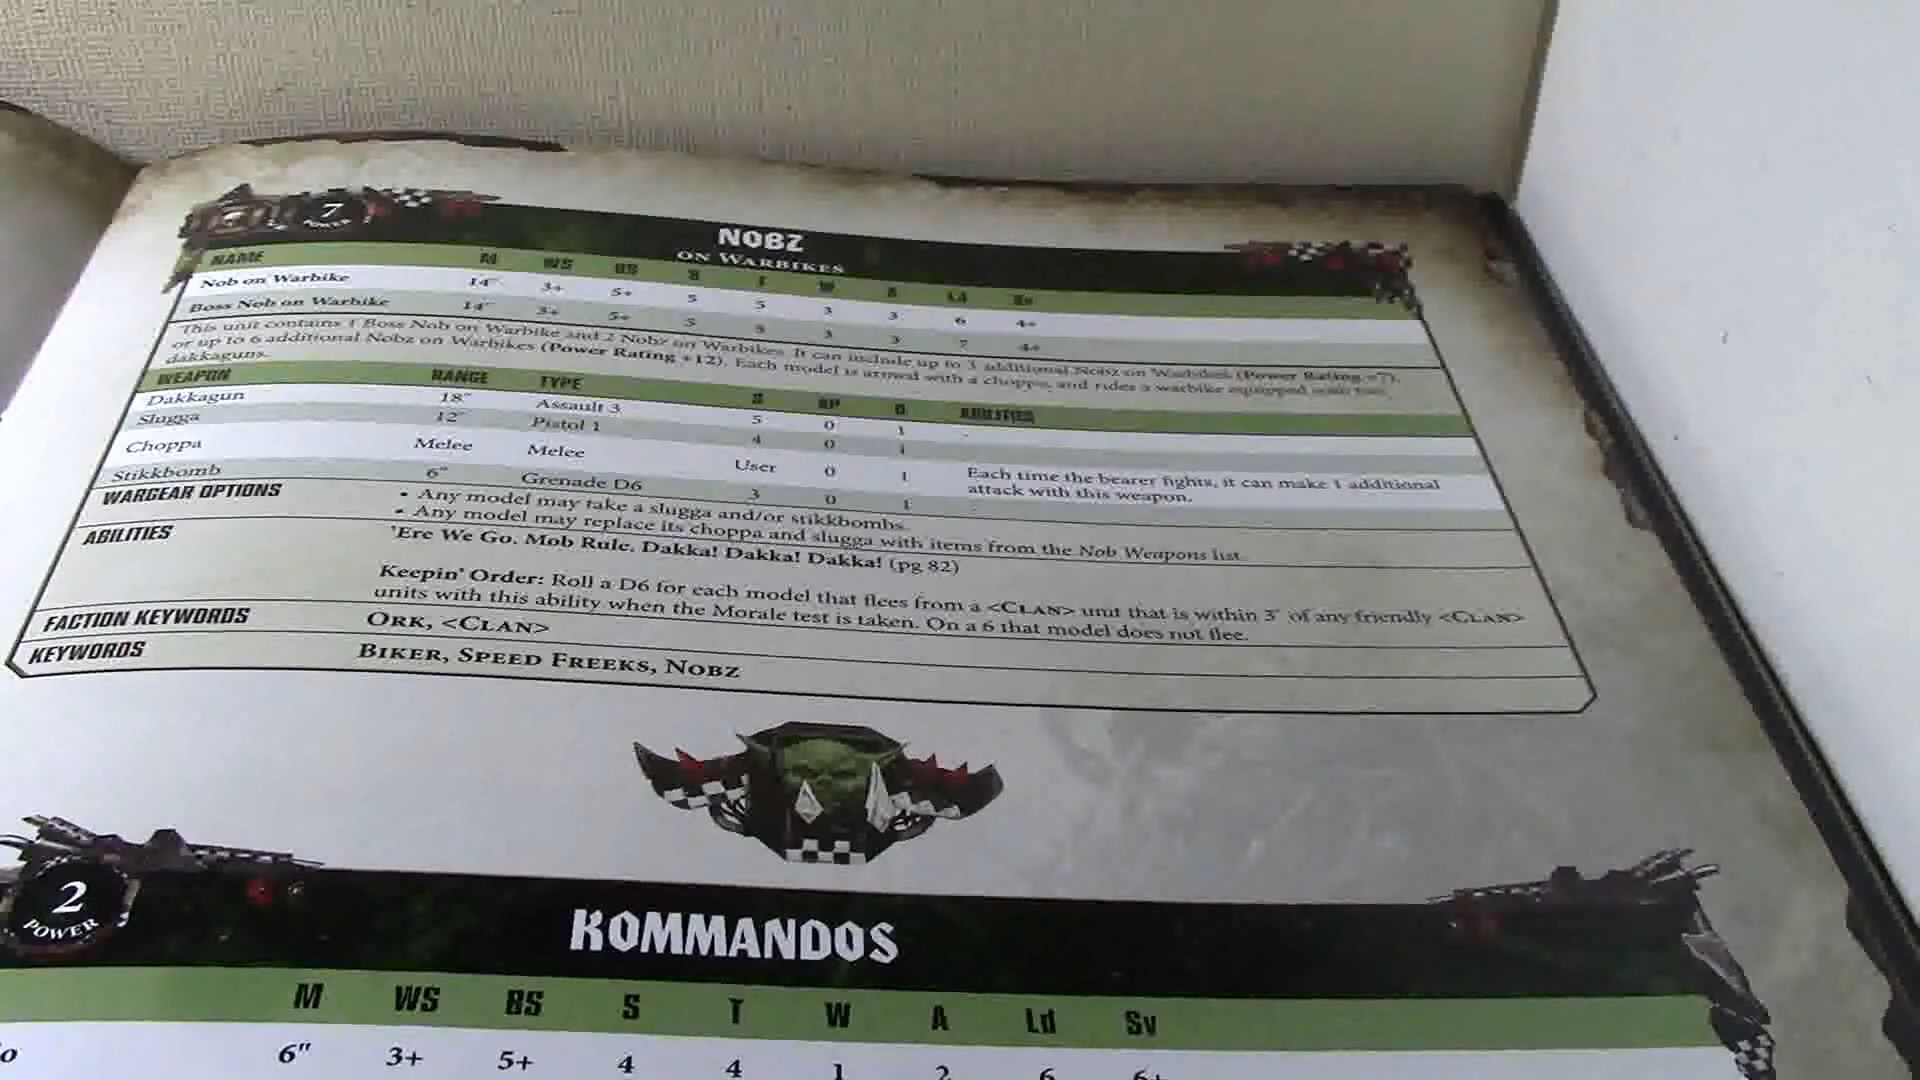 7
POWER
NOBZ
ON WARBIKES
NAME M WS BS S T W A Ld Sv
Nob on Warbike 14" 3+ 5+ 5 5 3 3 6 4+
Boss Nob on Warbike 14" 3+ 5+ 5 5 3 3 7 4+
This unit contains 1 Boss Nob on Warbike and 2 Nobz on Warbikes. It can include up to 3 additional Nobz on Warbikes (Power Rating +7),
or up to 6 additional Nobz on Warbikes (Power Rating +12). Each model is armed with a choppa, and rides a warbike equipped with two
dakkaguns.
WEAPON RANGE TYPE S AP D ABILITIES
Dakkagun 18" Assault 3 5 0 1 -
Slugga 12" Pistol 1 4 0 1
Choppa Melee Melee User 0 1 Each time the bearer fights, it can make 1 additional
attack with this weapon.
Stikkbomb 6" Grenade D6 3 0 1 -
WARGEAR OPTIONS • Any model may take a slugga and/or stikkbombs.
• Any model may replace its choppa and slugga with items from the Nob Weapons list.
ABILITIES 'Ere We Go, Mob Rule, Dakka! Dakka! Dakka! (pg 82)
Keepin' Order: Roll a D6 for each model that flees from a <CLAN> unit that is within 3" of any friendly <CLAN>
units with this ability when the Morale test is taken. On a 6 that model does not flee.
FACTION KEYWORDS ORK, <CLAN>
KEYWORDS BIKER, SPEED FREEKS, NOBZ
2
POWER
KOMMANDOS
M WS BS S T W A Ld Sv
o 6" 3+ 5+ 4 4 1 2 6 6+